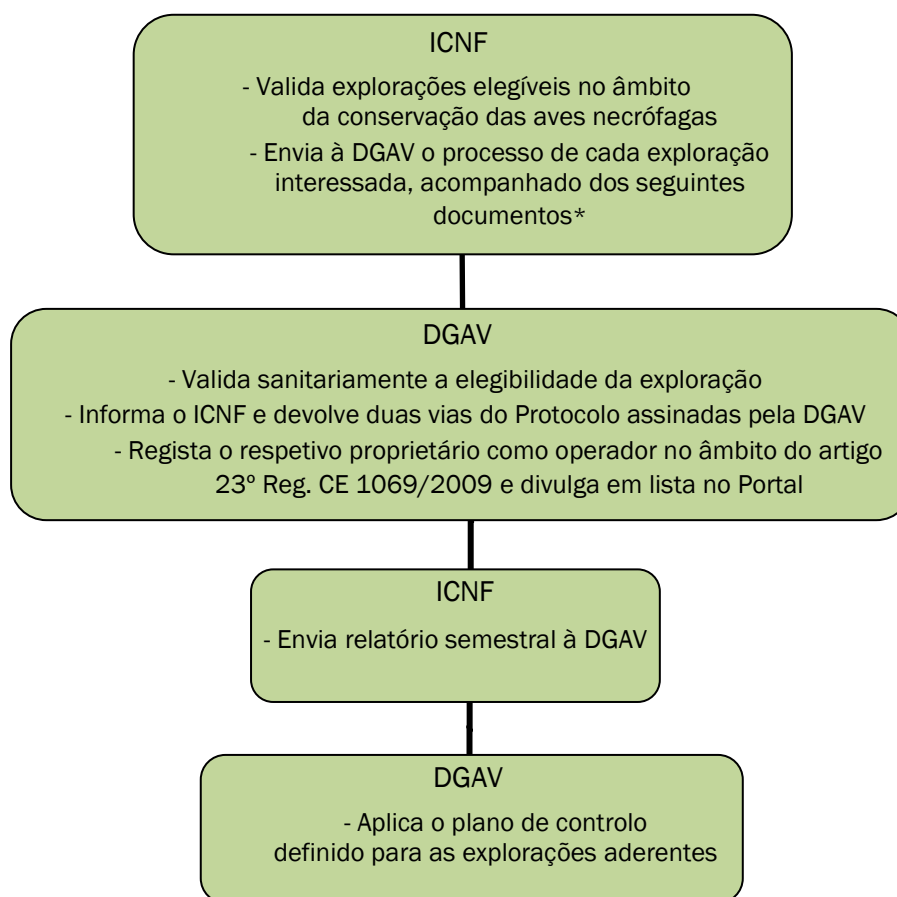 ICNF
- Valida explorações elegíveis no âmbito
da conservação das aves necrófagas
- Envia à DGAV o processo de cada exploração
interessada, acompanhado dos seguintes
documentos*
DGAV
- Valida sanitariamente a elegibilidade da exploração
- Informa o ICNF e devolve duas vias do Protocolo assinadas pela DGAV
- Regista o respetivo proprietário como operador no âmbito do artigo
23º Reg. CE 1069/2009 e divulga em lista no Portal
ICNF
- Envia relatório semestral à DGAV
DGAV
- Aplica o plano de controlo
definido para as explorações aderentes